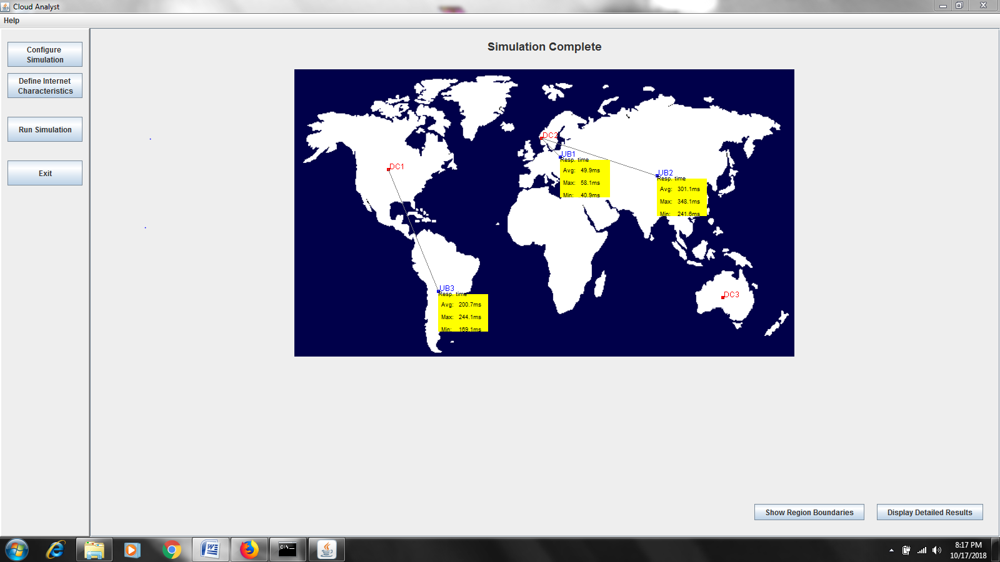 Cloud Analyst
Help
Configure
Simulation
Define Internet
Characteristics
Run Simulation
Exit
Simulation Complete
DC2
UB1
Resp. time
Avg: 49.9ms
Max: 58.1ms
Min: 40.9ms
DC1
UB2
Resp. time
Avg: 301.1ms
Max: 348.1ms
Min: 241.6ms
UB3
Resp. time
Avg: 200.7ms
Max: 244.1ms
Min: 169.1ms
DC3
Show Region Boundaries
Display Detailed Results
C:\
8:17 PM
10/17/2018